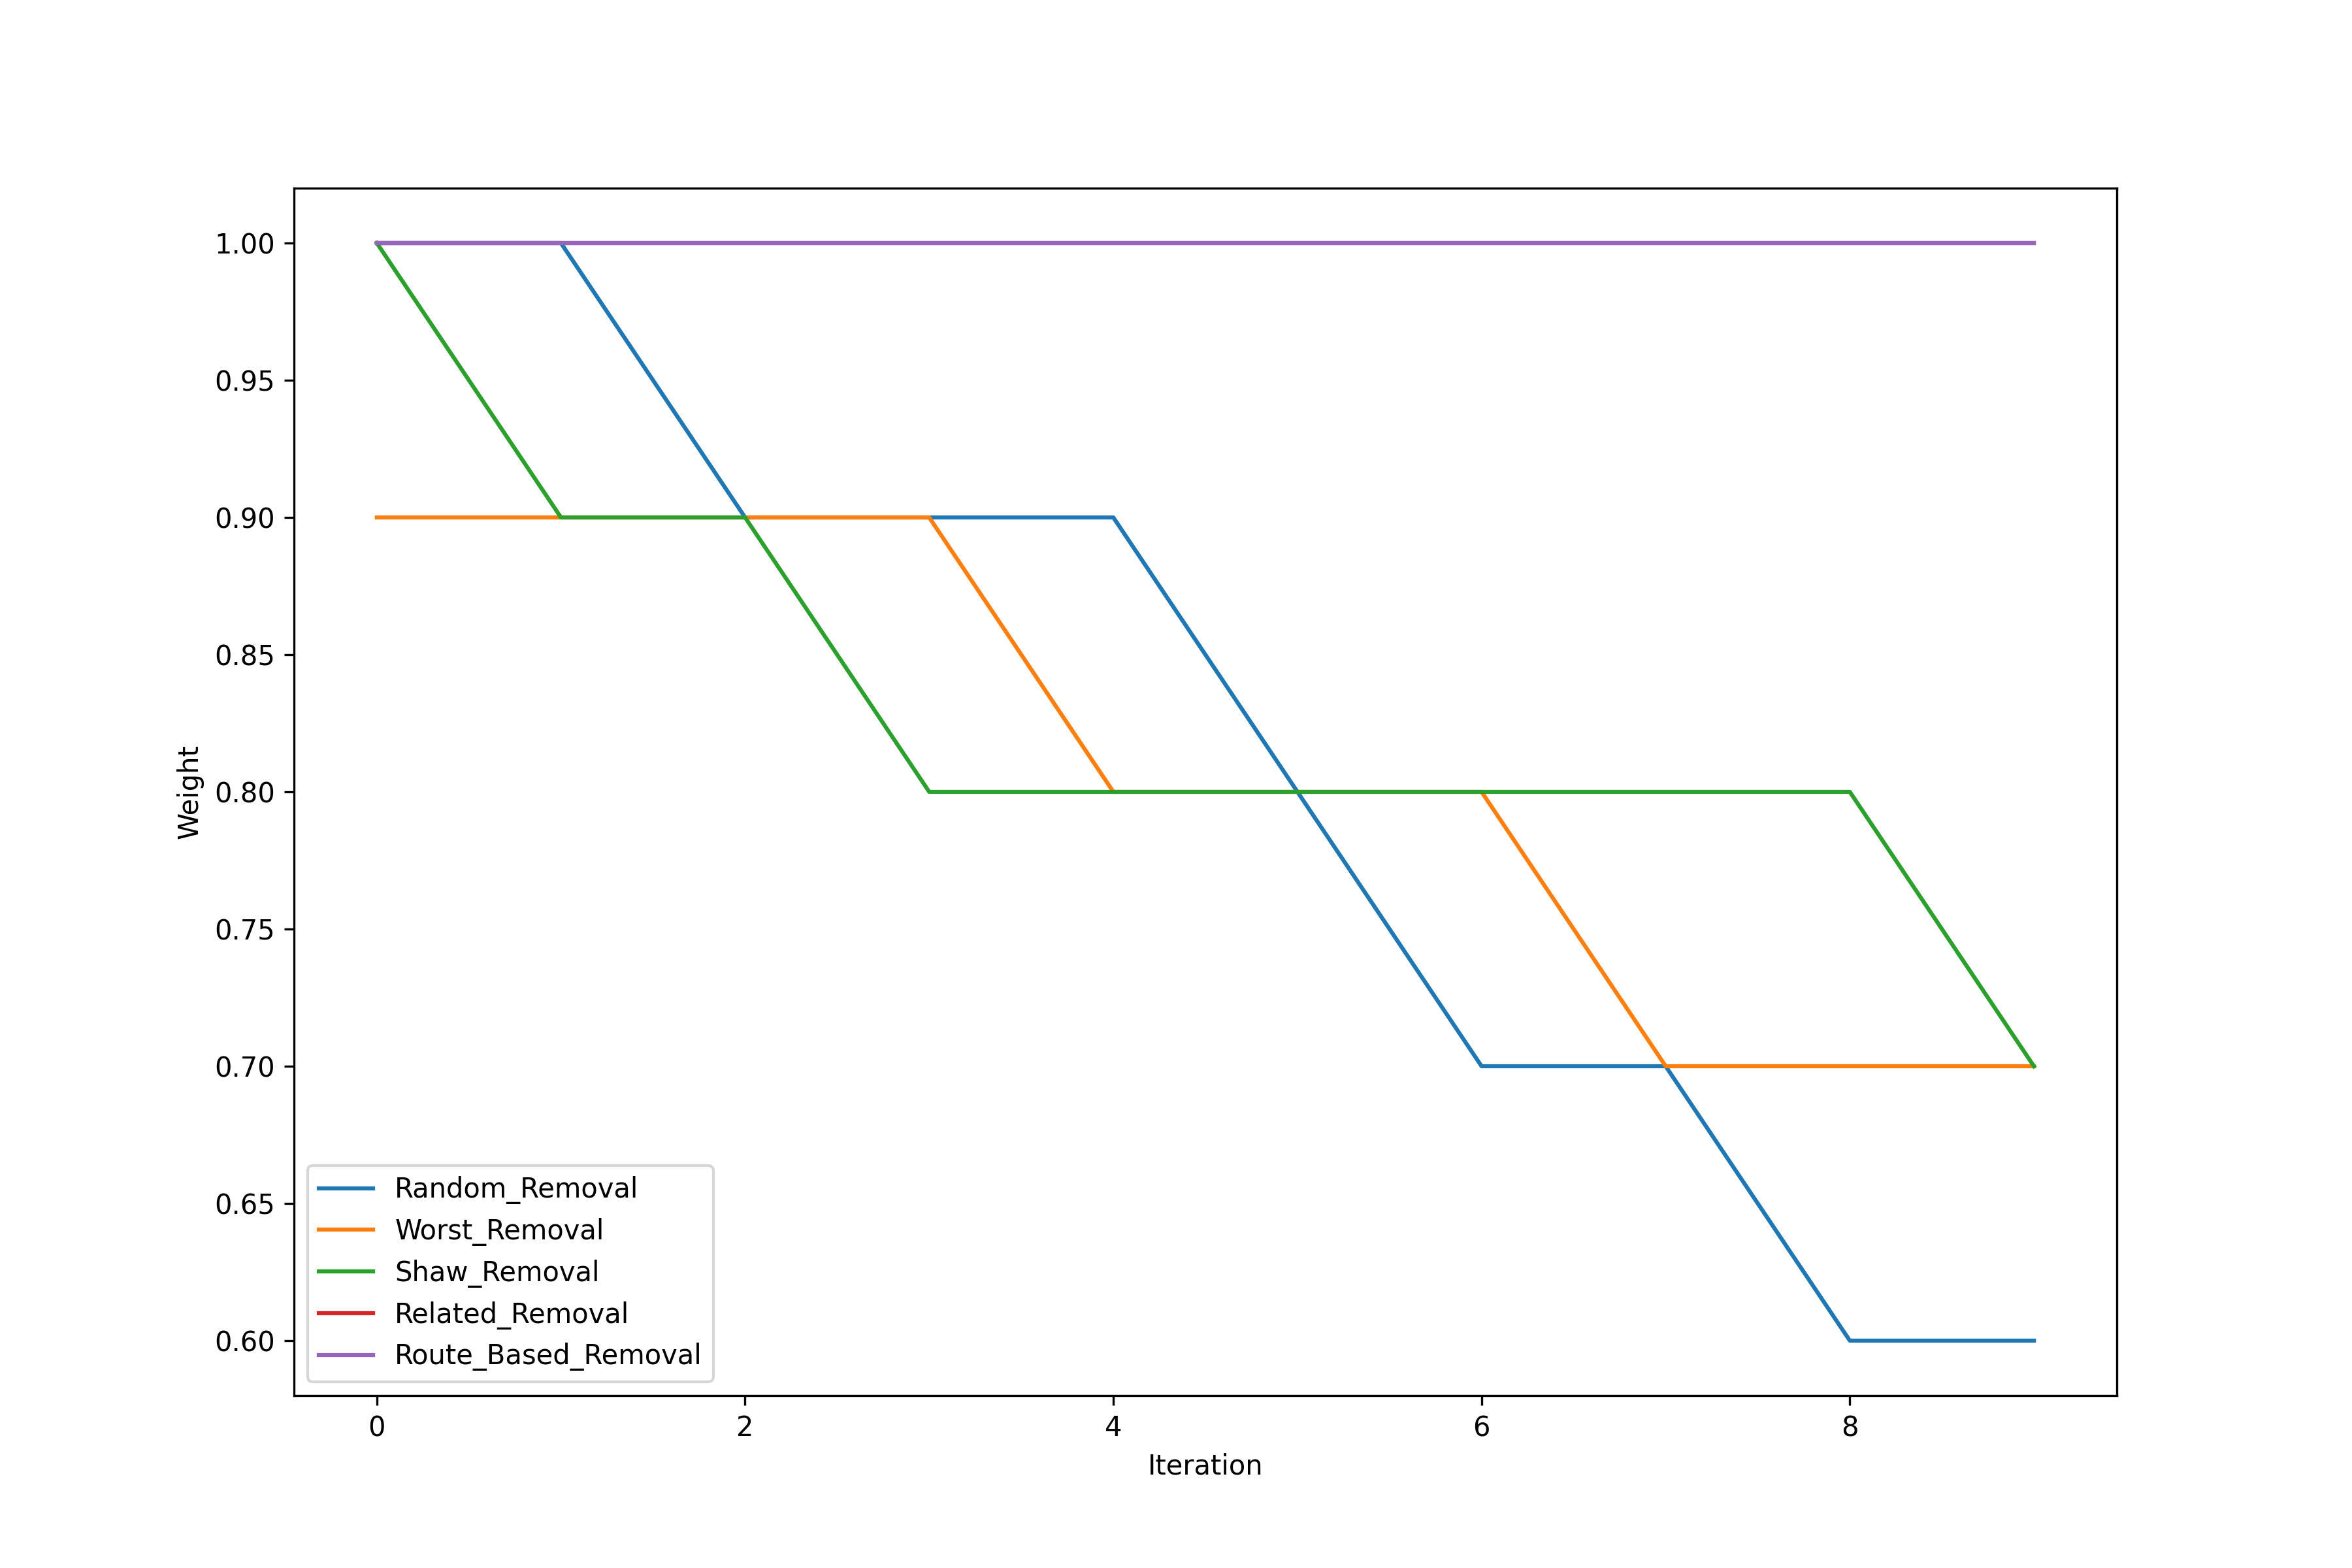 1.00
0.95
0.90
0.85
0.80
0.75
0.70
0.65
0.60
Weight
Random_Removal
Worst_Removal
Shaw_Removal
Related_Removal
Route_Based_Removal
0 2 4 6 8
Iteration